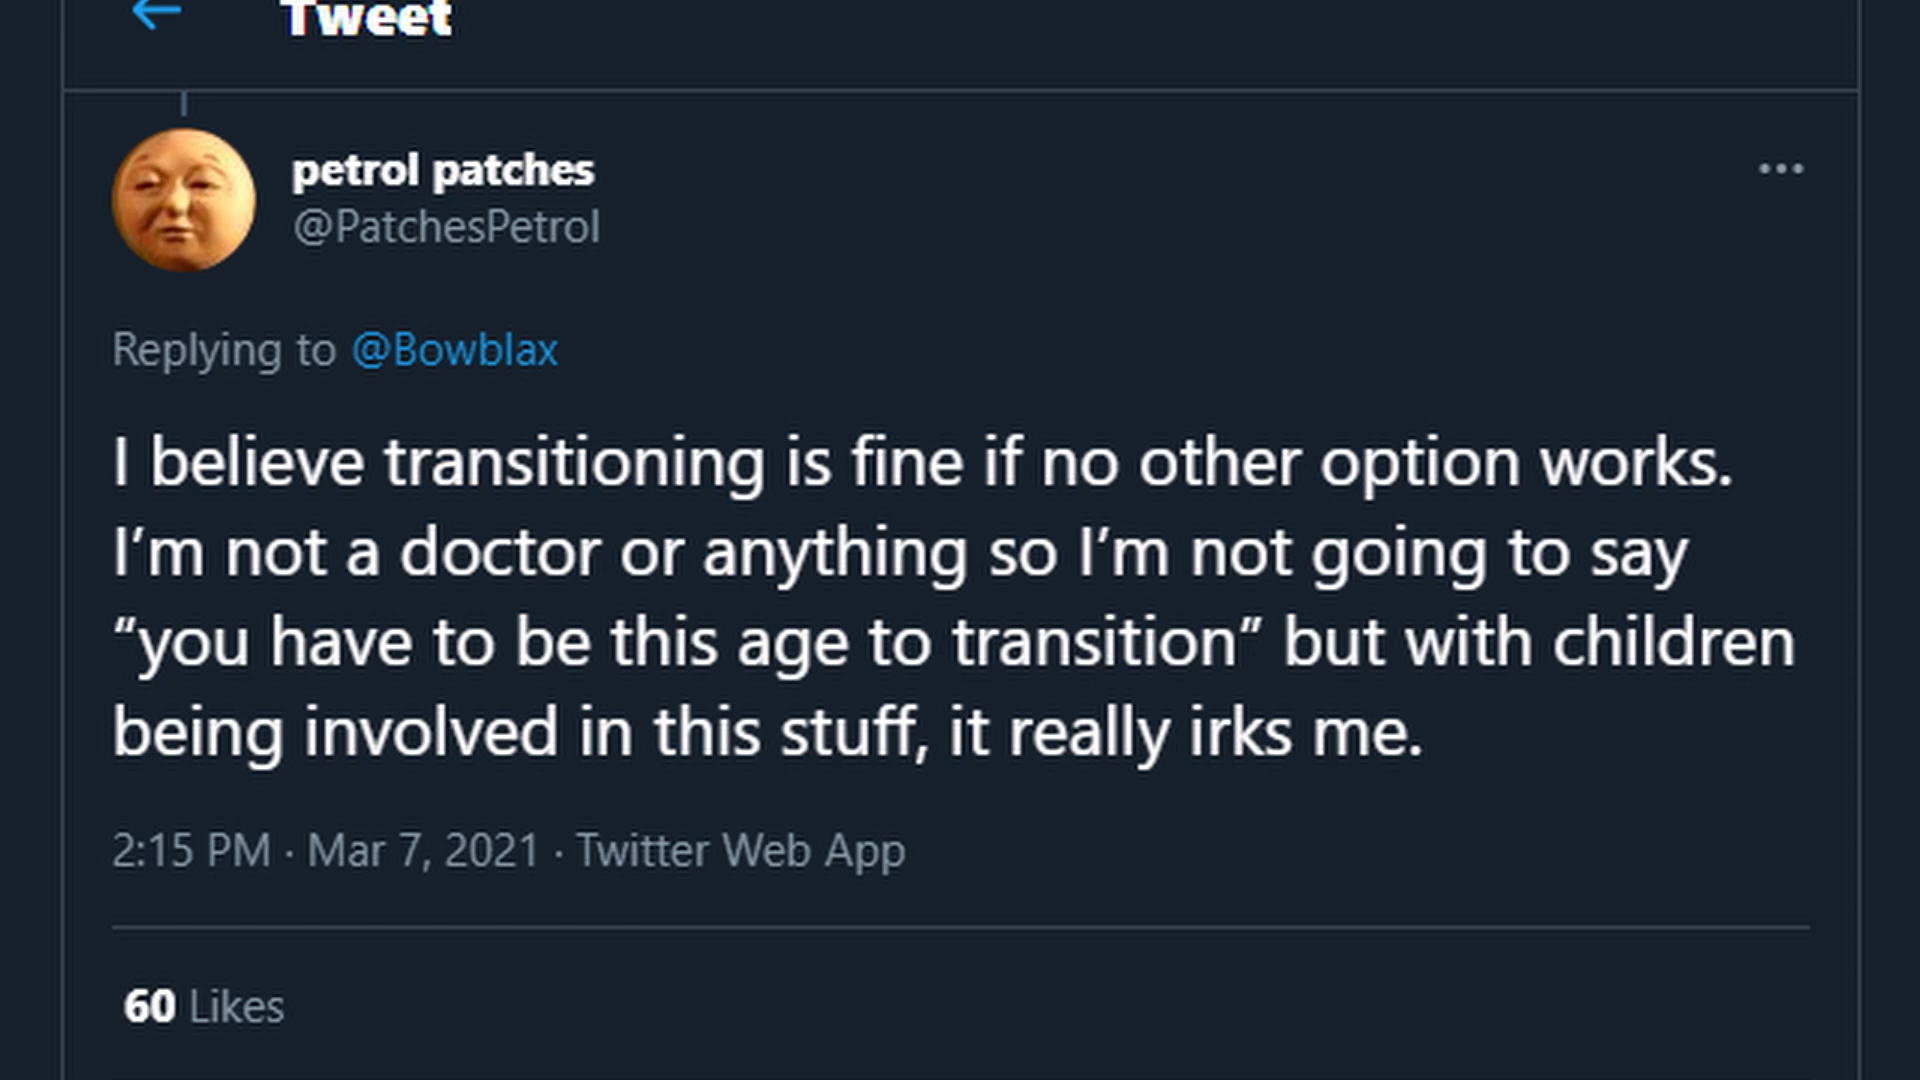 Tweet
petrol patches
@PatchesPetrol
Replying to @Bowblax
I believe transitioning is fine if no other option works.
I’m not a doctor or anything so I’m not going to say
“you have to be this age to transition” but with children
being involved in this stuff, it really irks me.
2:15 PM · Mar 7, 2021 · Twitter Web App
60 Likes